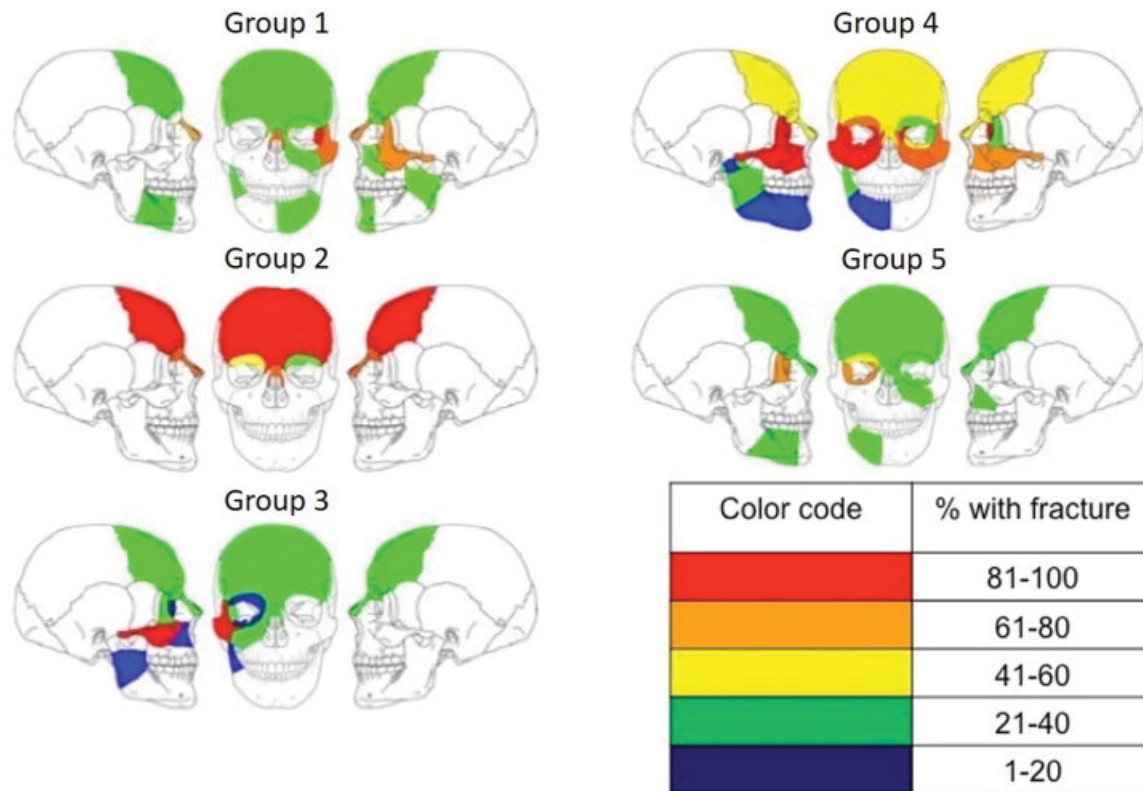 Group 1
Group 4
Group 2
Group 5
Group 3
Color code % with fracture
81-100
61-80
41-60
21-40
1-20